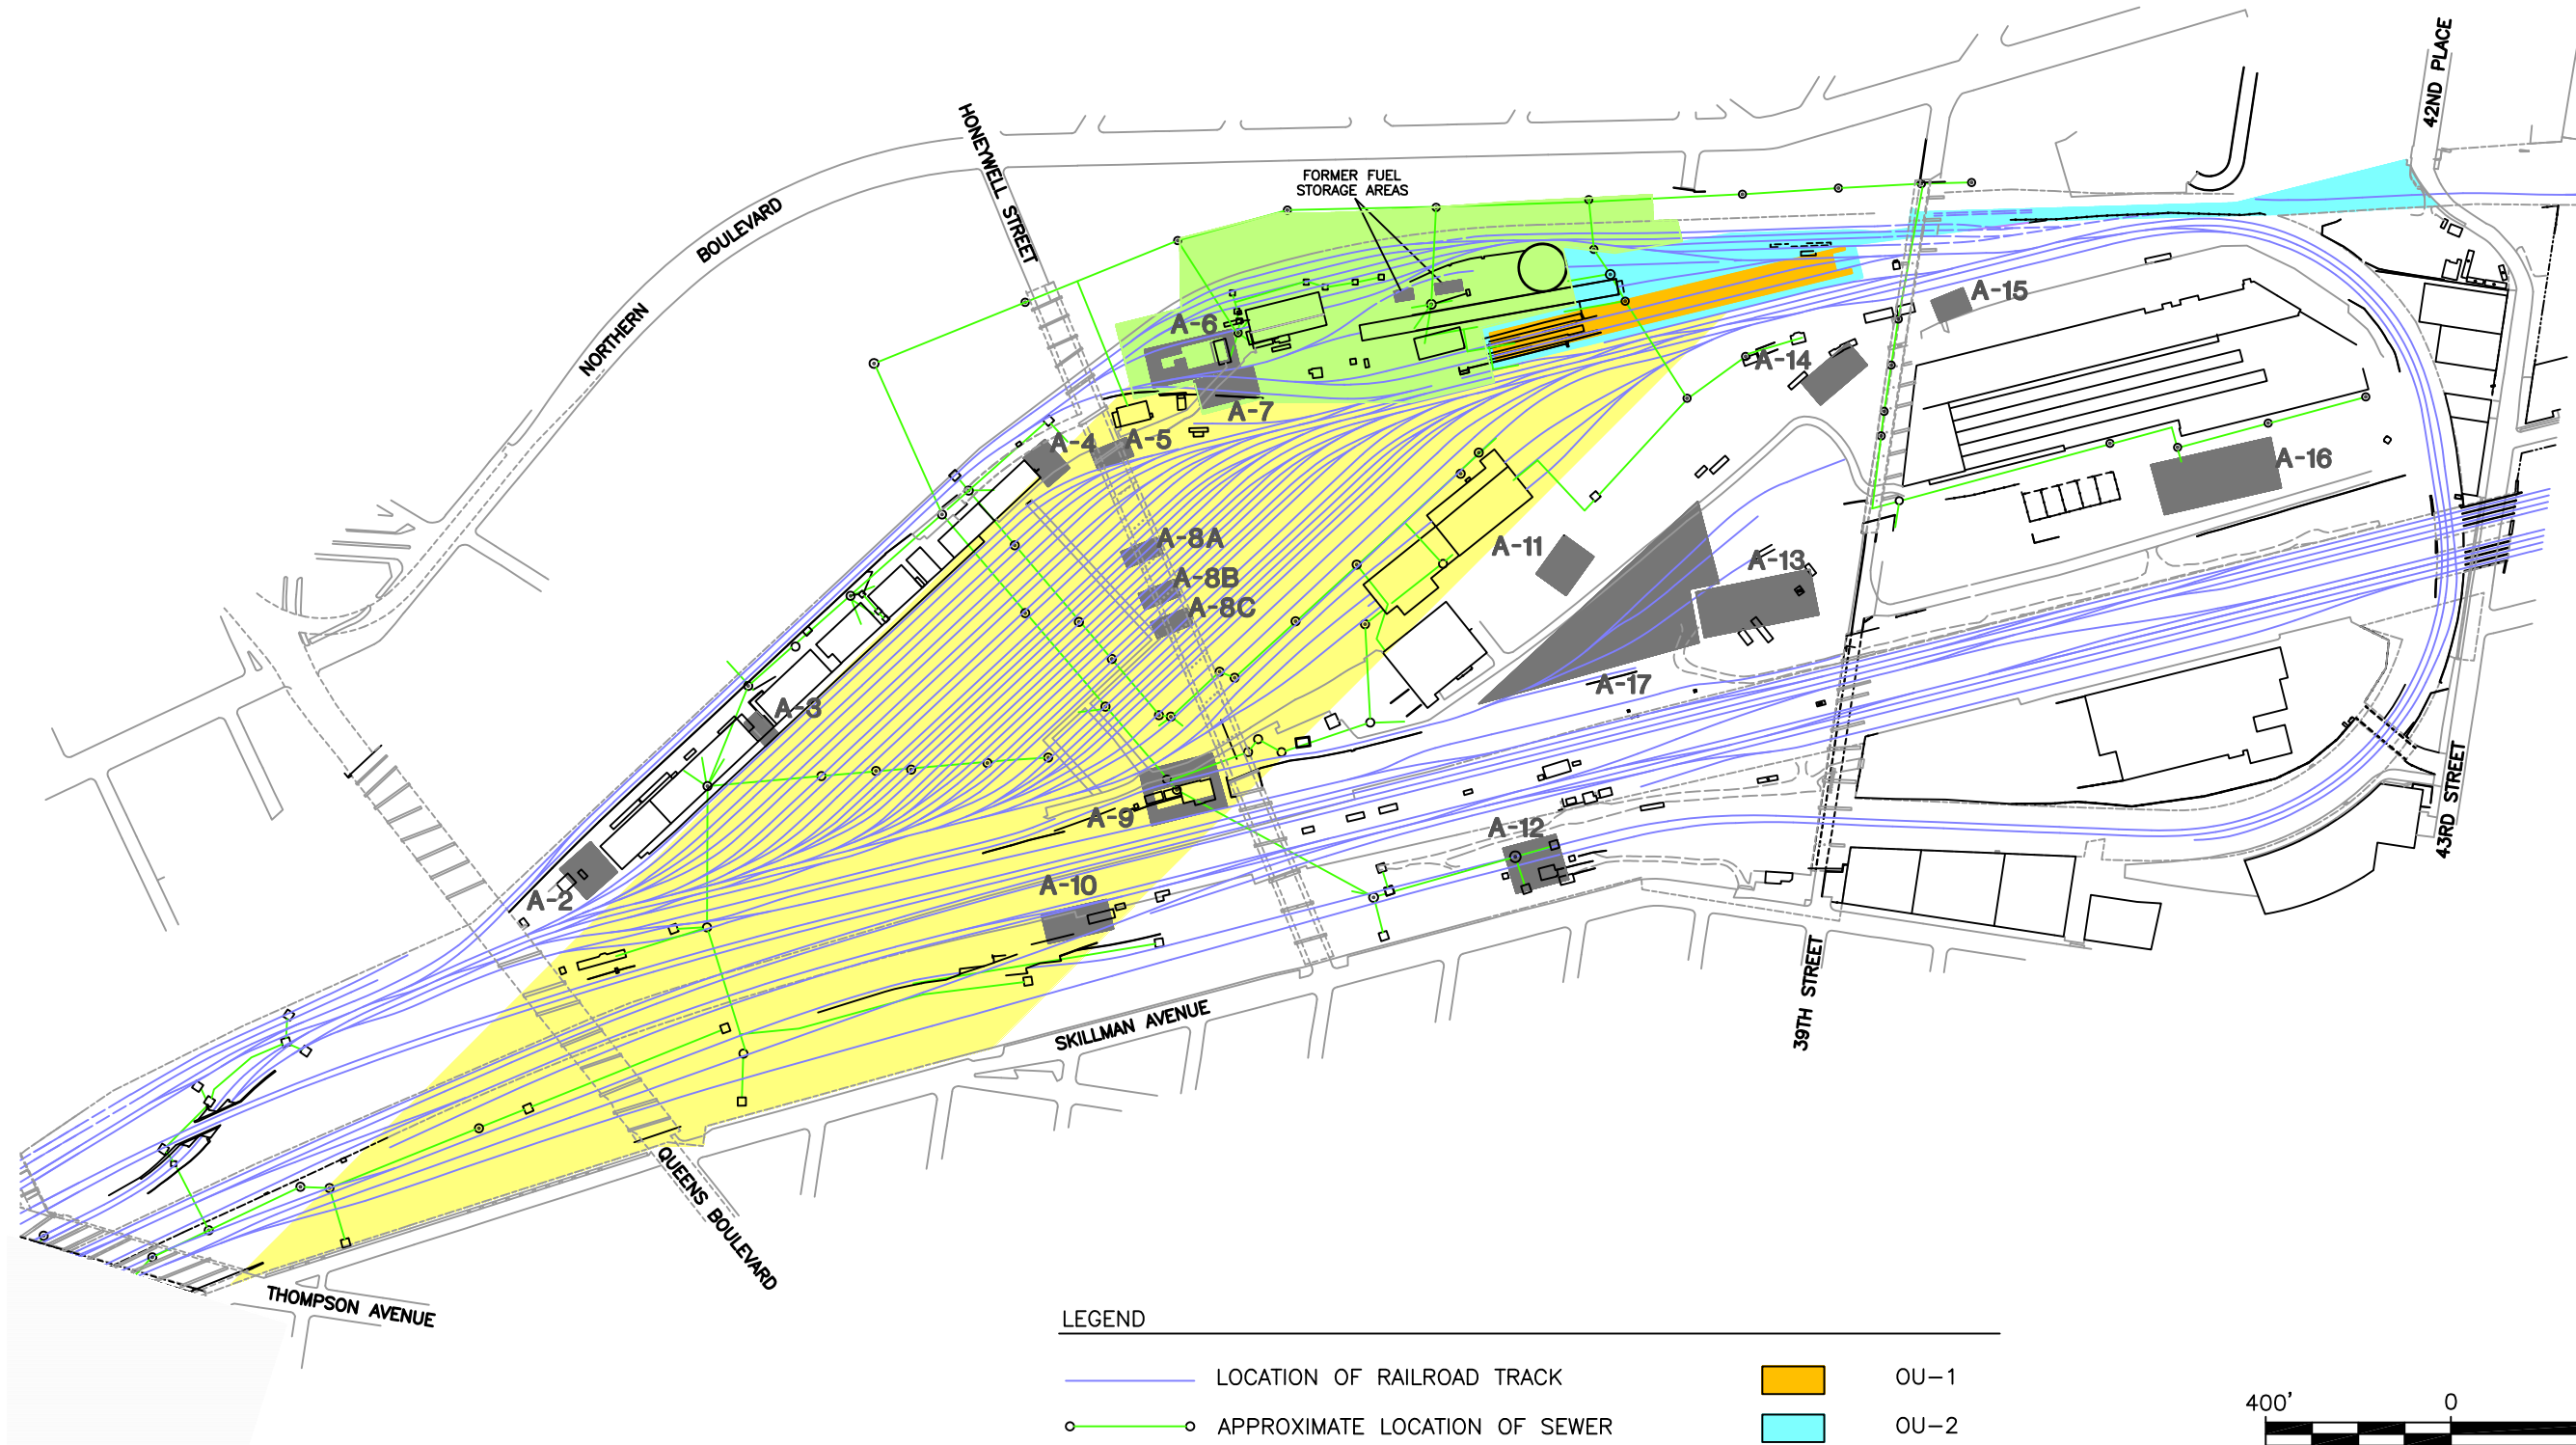 42ND PLACE
HONEYWELL STREET
FORMER FUEL
STORAGE AREAS
NORTHERN
BOULEVARD
A-6
A-15
A-14
A-7
A-4
A-5
A-16
A-8A
A-11
A-13
A-8B
A-8C
A-17
A-3
A-9
A-12
43RD STREET
A-10
A-2
39TH STREET
SKILLMAN AVENUE
QUEENS BOULEVARD
THOMPSON AVENUE
LEGEND
LOCATION OF RAILROAD TRACK
OU-1
APPROXIMATE LOCATION OF SEWER
OU-2
400'
0